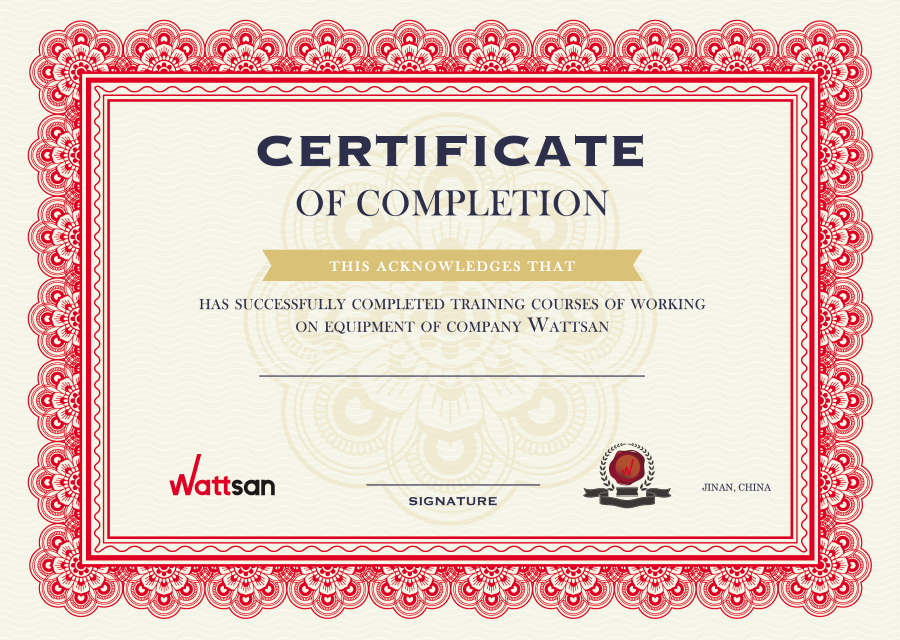 CERTIFICATE
OF COMPLETION
THIS ACKNOWLEDGES THAT
HAS SUCCESSFULLY COMPLETED TRAINING COURSES OF WORKING
ON EQUIPMENT OF COMPANY WATTSAN
Wattsan
SIGNATURE
W
JINAN, CHINA